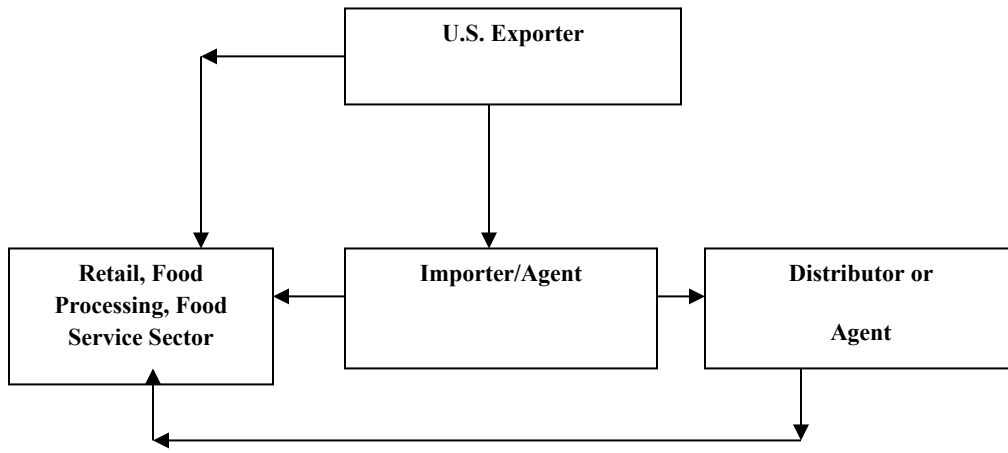 U.S. Exporter
Retail, Food
Processing, Food
Service Sector
Importer/Agent
Distributor or
Agent